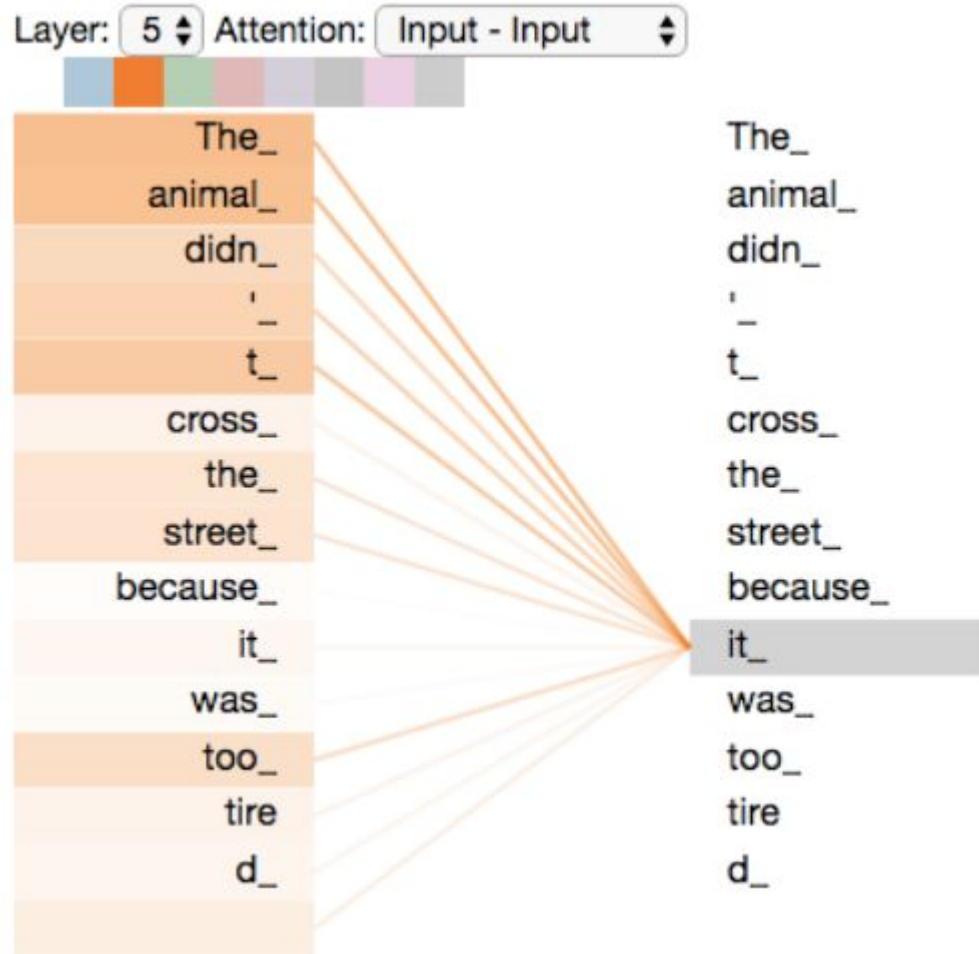 Layer: 5 Attention: Input - Input
The_ The_
animal_ animal_
didn_ didn_
'_ '_
t_ t_
cross_ cross_
the_ the_
street_ street_
because_ because_
it_ it_
was_ was_
too_ too_
tire tire
d_ d_